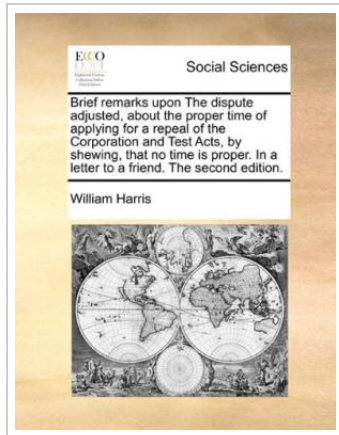 ECCO
Social Sciences
Brief remarks upon The dispute
adjusted, about the proper time of
applying for a repeal of the
Corporation and Test Acts, by
shewing, that no time is proper. In a
letter to a friend. The second edition.
William Harris